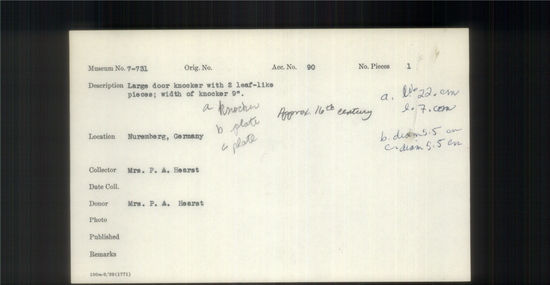 Museum No. 7-731 Orig. No. Acc. No. 90 No. Pieces 1
Description Large door knocker with 2 leaf-like
pieces; width of knocker 9".
a knocker
b plate
c plate
Approx 16th century
a. 22. cm
7. cm
b. diam 5.5 cm
c. diam 5.5 cm
Location Nuremberg, Germany
Collector Mrs. P. A. Hearst
Date Coll.
Donor Mrs. P. A. Hearst
Photo
Published
Remarks